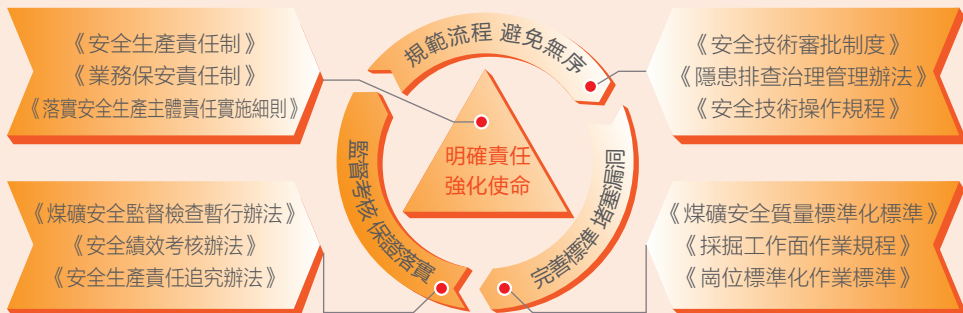 《安全生產責任制》
《業務保安責任制》
《落實安全生產主體責任實施細則》
規範流程 避免無序
《安全技術審批制度》
《隱患排查治理管理辦法》
《安全技術操作規程》
明確責任
強化使命
監督考核 保證落實
完善標準 堵塞漏洞
《煤礦安全監督檢查暫行辦法》
《安全績效考核辦法》
《安全生產責任追究辦法》
《煤礦安全質量標準化標準》
《採掘工作面作業規程》
《崗位標準化作業標準》